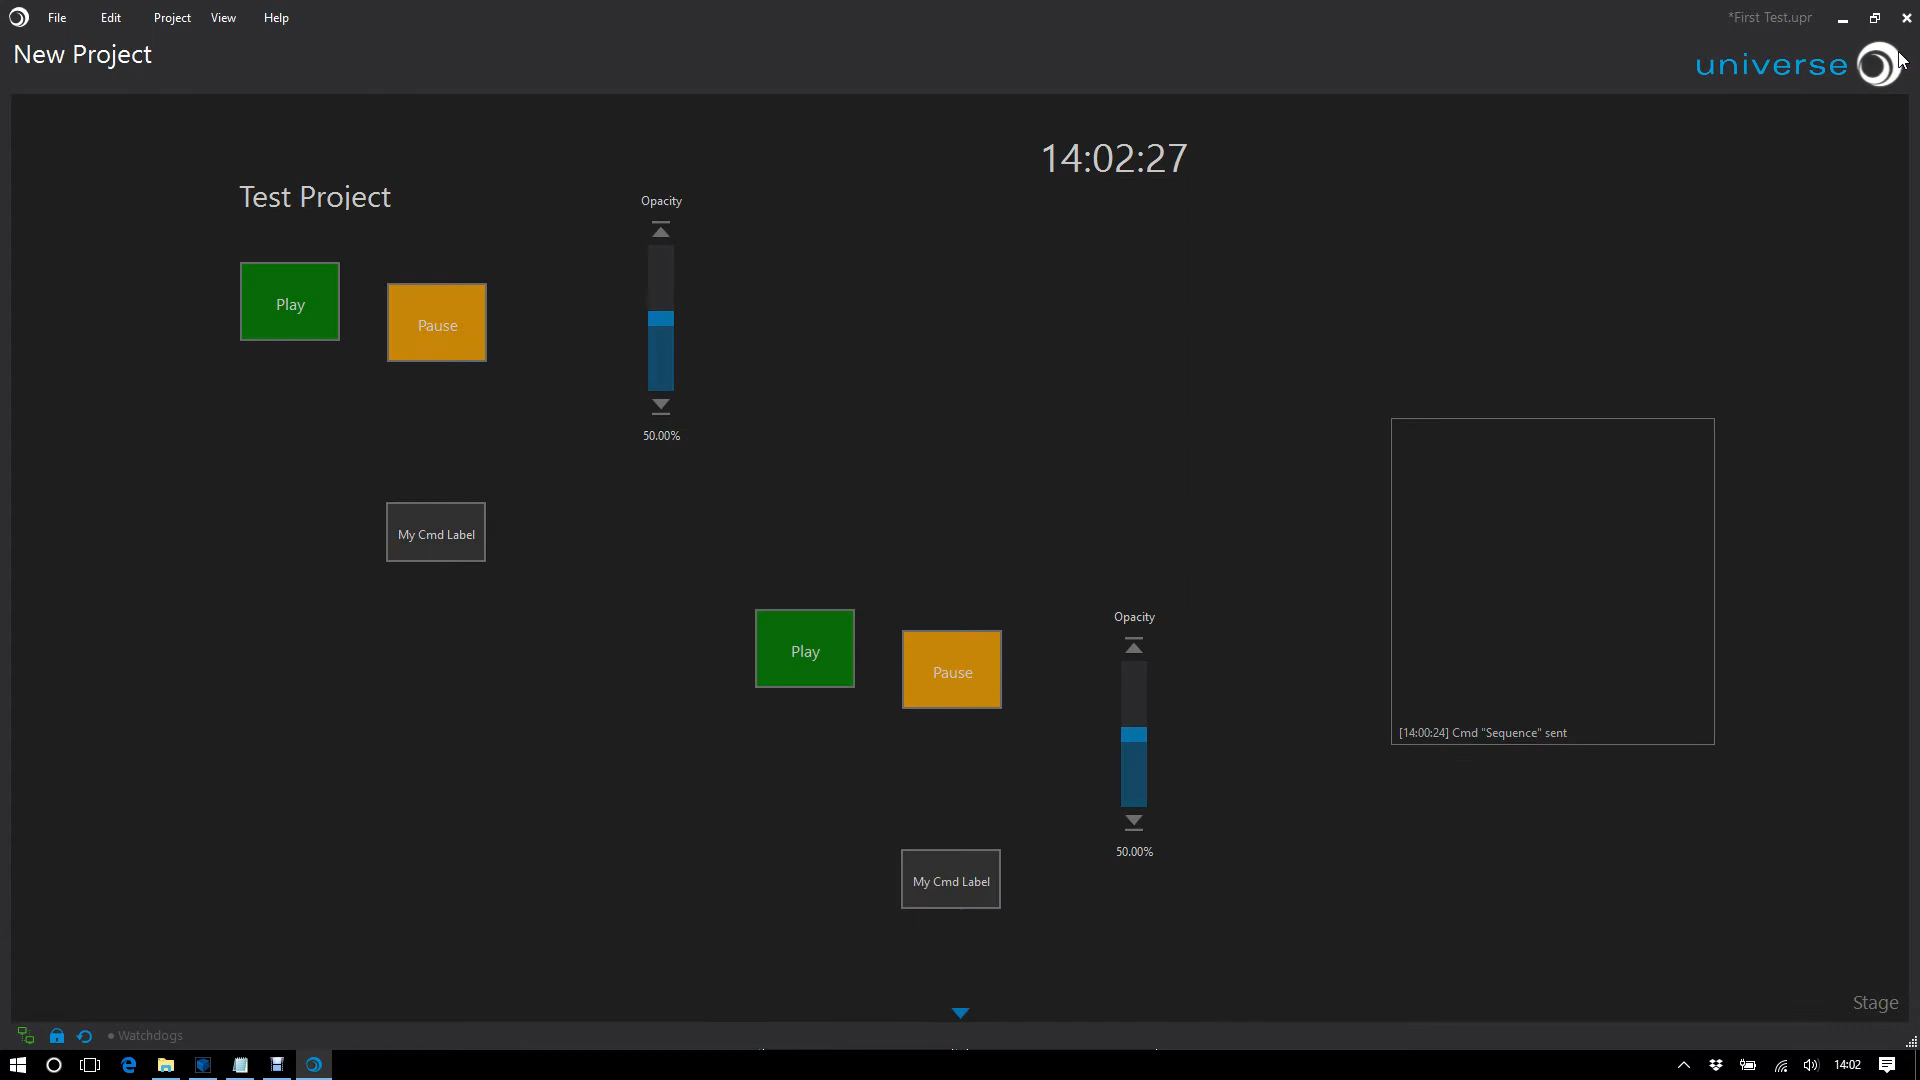 File Edit Project View Help *First Test.upr
New Project
universe
14:02:27
Test Project
Opacity
Play
Pause
50.00%
My Cmd Label
Opacity
Play
Pause
[14:00:24] Cmd "Sequence" sent
50.00%
My Cmd Label
Stage
Watchdogs
14:02